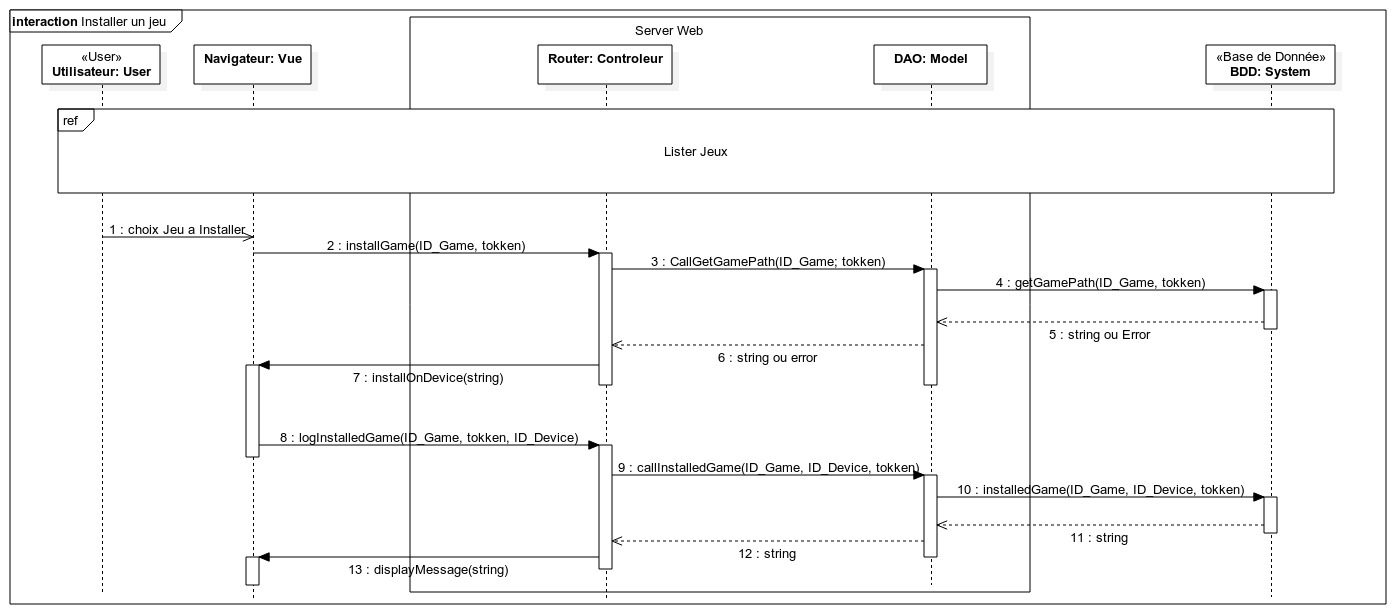 interaction Installer un jeu
Server Web
«User»
Utilisateur: User
Navigateur: Vue
Router: Controleur
DAO: Model
«Base de Donnée»
BDD: System
ref
Lister Jeux
1 : choix Jeu a Installer
2 : installGame(ID_Game, tokken)
3 : CallGetGamePath(ID_Game; tokken)
4 : getGamePath(ID_Game, tokken)
5 : string ou Error
6 : string ou error
7 : installOnDevice(string)
8 : logInstalledGame(ID_Game, tokken, ID_Device)
9 : callInstalledGame(ID_Game, ID_Device, tokken)
10 : installedGame(ID_Game, ID_Device, tokken)
11 : string
12 : string
13 : displayMessage(string)